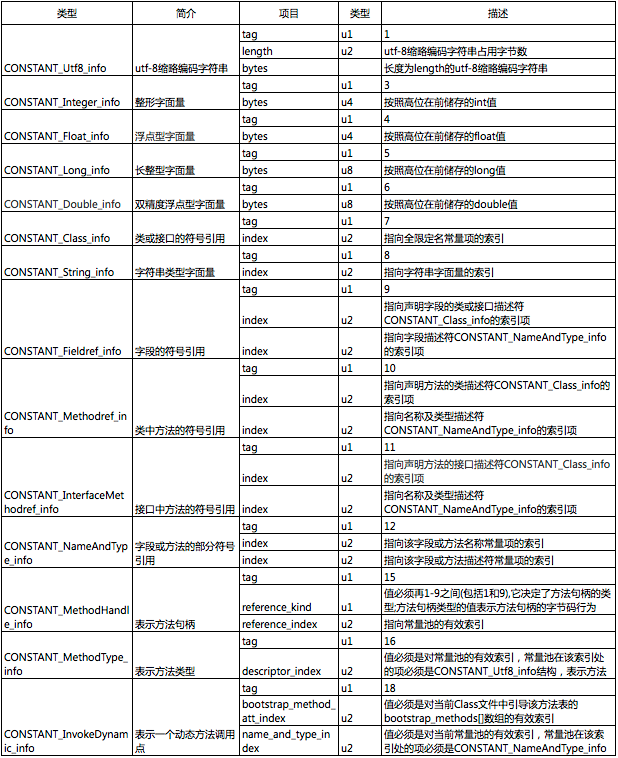 类型 简介 项目 类型 描述
CONSTANT_Utf8_info utf-8缩略编码字符串 tag u1 1
length u2 utf-8缩略编码字符串占用字节数
bytes 长度为length的utf-8缩略编码字符串
CONSTANT_Integer_info 整形字面量 tag u1 3
bytes u4 按照高位在前储存的int值
CONSTANT_Float_info 浮点型字面量 tag u1 4
bytes u4 按照高位在前储存的float值
CONSTANT_Long_info 长整型字面量 tag u1 5
bytes u8 按照高位在前储存的long值
CONSTANT_Double_info 双精度浮点型字面量 tag u1 6
bytes u8 按照高位在前储存的double值
CONSTANT_Class_info 类或接口的符号引用 tag u1 7
index u2 指向全限定名常量项的索引
CONSTANT_String_info 字符串类型字面量 tag u1 8
index u2 指向字符串字面量的索引
CONSTANT_Fieldref_info 字段的符号引用 tag u1 9
index u2 指向声明字段的类或接口描述符
CONSTANT_Class_info的索引项
index u2 指向字段描述符CONSTANT_NameAndType_info
的索引项
CONSTANT_Methodref_in
fo 类中方法的符号引用 tag u1 10
index u2 指向声明方法的类描述符CONSTANT_Class_info的
索引项
index u2 指向名称及类型描述符
CONSTANT_NameAndType_info的索引项
CONSTANT_InterfaceMet
hodref_info 接口中方法的符号引用 tag u1 11
index u2 指向声明方法的接口描述符CONSTANT_Class_info
的索引项
index u2 指向名称及类型描述符
CONSTANT_NameAndType_info的索引项
CONSTANT_NameAndTyp
e_info 字段或方法的部分符号
引用 tag u1 12
index u2 指向该字段或方法名称常量项的索引
index u2 指向该字段或方法描述符常量项的索引
CONSTANT_MethodHand
le_info 表示方法句柄 tag u1 15
reference_kind u1 值必须再1-9之间(包括1和9),它决定了方法句柄的类
型;方法句柄类型的值表示方法句柄的字节码行为
reference_index u2 指向常量池的有效索引
CONSTANT_MethodType_
info 表示方法类型 tag u1 16
descriptor_index u2 值必须是对常量池的有效索引，常量池在该索引处
的项必须是CONSTANT_Utf8_info结构，表示方法
CONSTANT_InvokeDynam
ic_info 表示一个动态方法调用
点 tag u1 18
bootstrap_method_
att_index u2 值必须是对当前Class文件中引导该方法表的
bootstrap_methods[]数组的有效索引
name_and_type_in
dex u2 值必须是对当前常量池的有效索引，常量池在该索
引处的项必须是CONSTANT_NameAndType_info